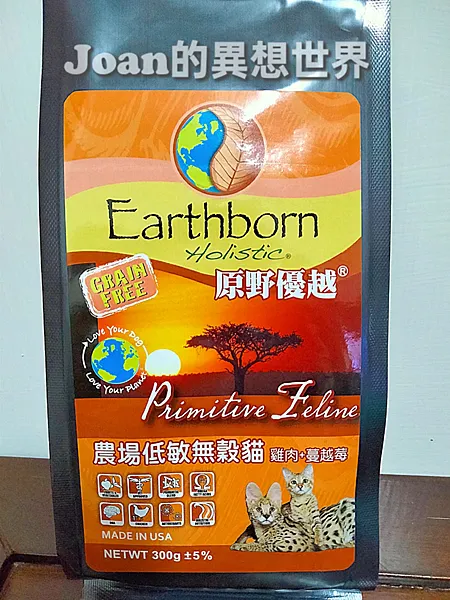 Joan的異想世界
Earthborn
Holistic®
原野優越®
GRAIN
FREE
Love Your Dog
Love Your Planet
Primitive Feline
農場低敏無穀貓 雞肉+蔓越莓
MADE IN USA
NETWT 300g ±5%